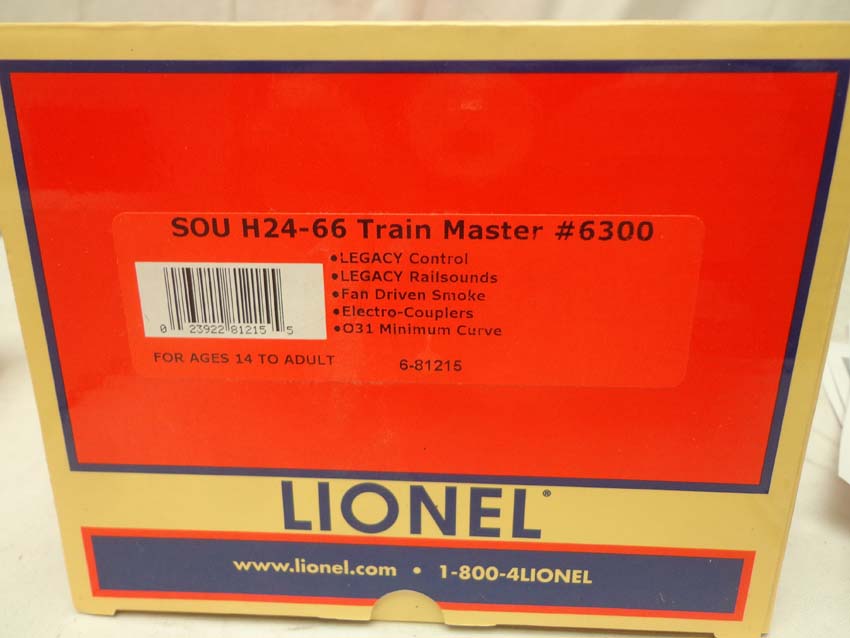 SOU H24-66 Train Master #6300
•LEGACY Control
•LEGACY Railsounds
•Fan Driven Smoke
•Electro-Couplers
•O31 Minimum Curve
0 23922 81215 5
FOR AGES 14 TO ADULT 6-81215
LIONEL®
www.lionel.com • 1-800-4LIONEL